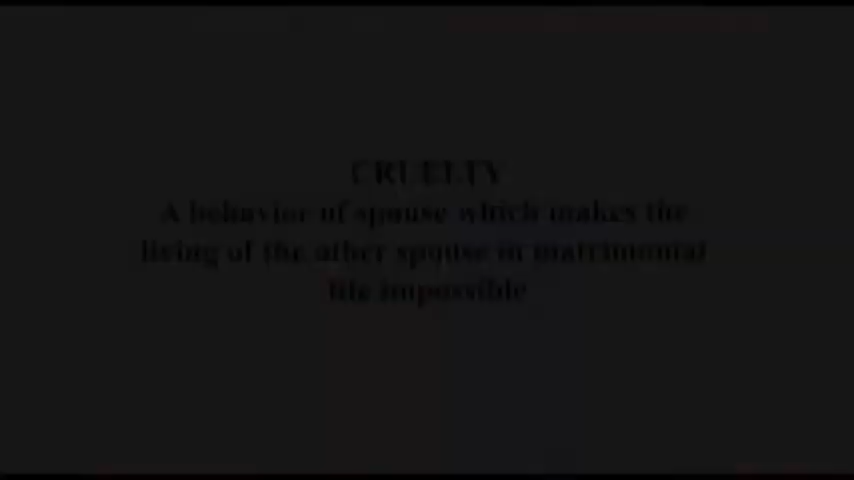 CRUELTY
A behavior of spouse which makes the
living of the other spouse in matrimonial
life impossible